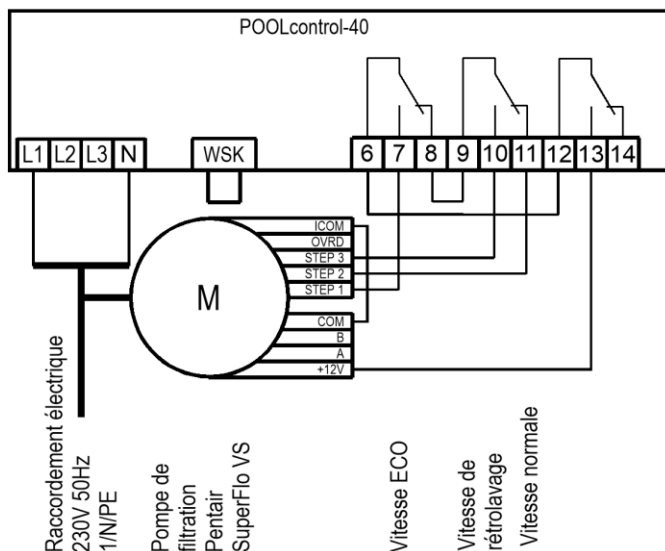 POOLcontrol-40
L1 L2 L3 N
WSK
6 7 8 9 10 11 12 13 14
ICOM
OVRD
STEP 3
STEP 2
STEP 1
M
COM
B
A
+12V
Raccordement électrique
230V 50Hz
1/N/PE
Pompe de
filtration
Pentair
SuperFlo VS
Vitesse ECO
Vitesse de
rétrolavage
Vitesse normale